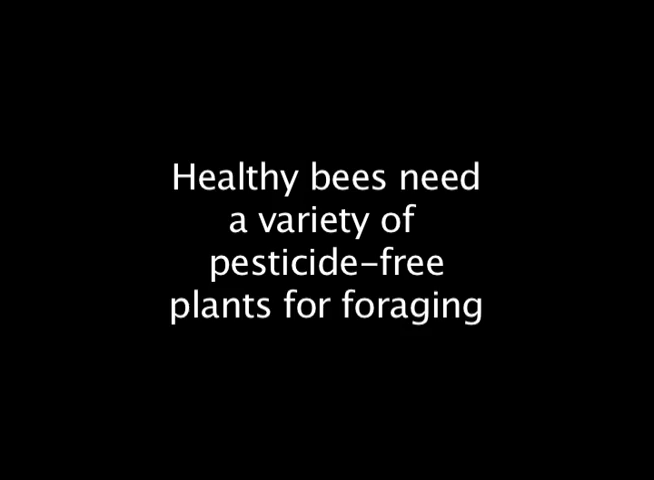 Healthy bees need
a variety of
pesticide-free
plants for foraging